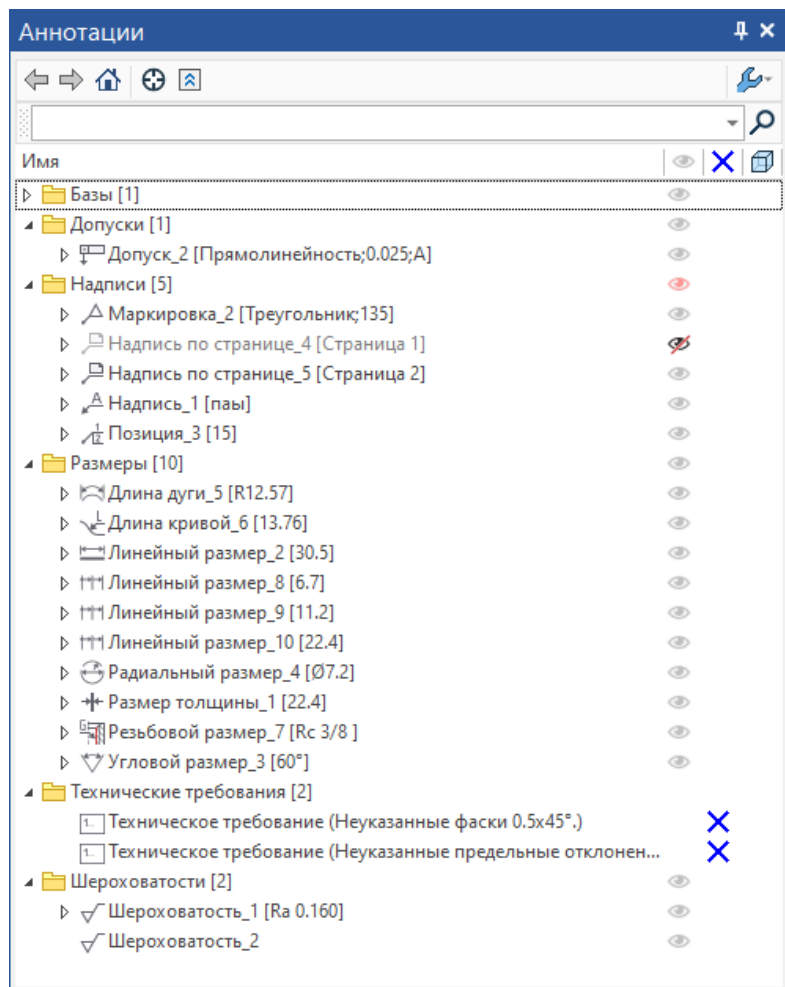 Аннотации
Имя
Базы [1]
Допуски [1]
Допуск_2 [Прямолинейность;0.025;A]
Надписи [5]
Маркировка_2 [Треугольник;135]
Надпись по странице_4 [Страница 1]
Надпись по странице_5 [Страница 2]
Надпись_1 [паы]
Позиция_3 [15]
Размеры [10]
Длина дуги_5 [R12.57]
Длина кривой_6 [13.76]
Линейный размер_2 [30.5]
Линейный размер_8 [6.7]
Линейный размер_9 [11.2]
Линейный размер_10 [22.4]
Радиальный размер_4 [Ø7.2]
Размер толщины_1 [22.4]
Резьбовой размер_7 [Rc 3/8 ]
Угловой размер_3 [60°]
Технические требования [2]
Техническое требование (Неуказанные фаски 0.5x45°.)
Техническое требование (Неуказанные предельные отклонен...
Шероховатости [2]
Шероховатость_1 [Ra 0.160]
Шероховатость_2